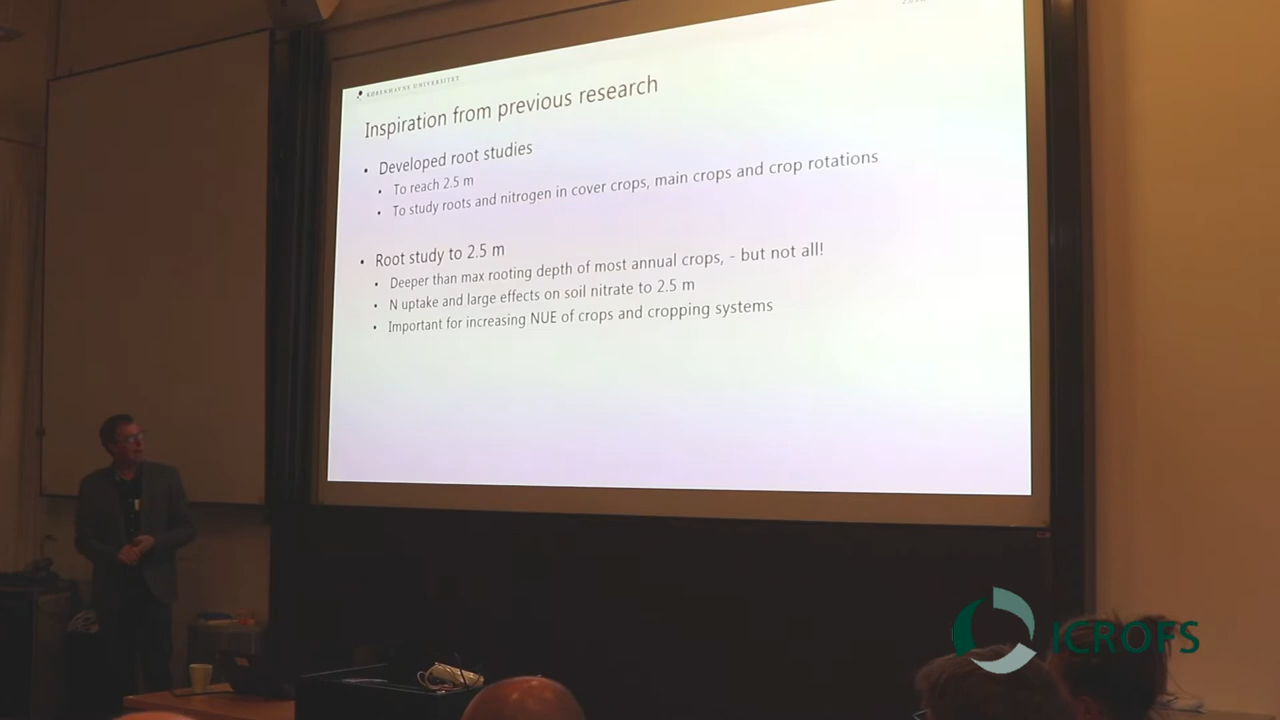 KØBENHAVNS UNIVERSITET
Inspiration from previous research
• Developed root studies
• To reach 2.5 m
• To study roots and nitrogen in cover crops, main crops and crop rotations
• Root study to 2.5 m
• Deeper than max rooting depth of most annual crops, - but not all!
• N uptake and large effects on soil nitrate to 2.5 m
• Important for increasing NUE of crops and cropping systems
ICROFS